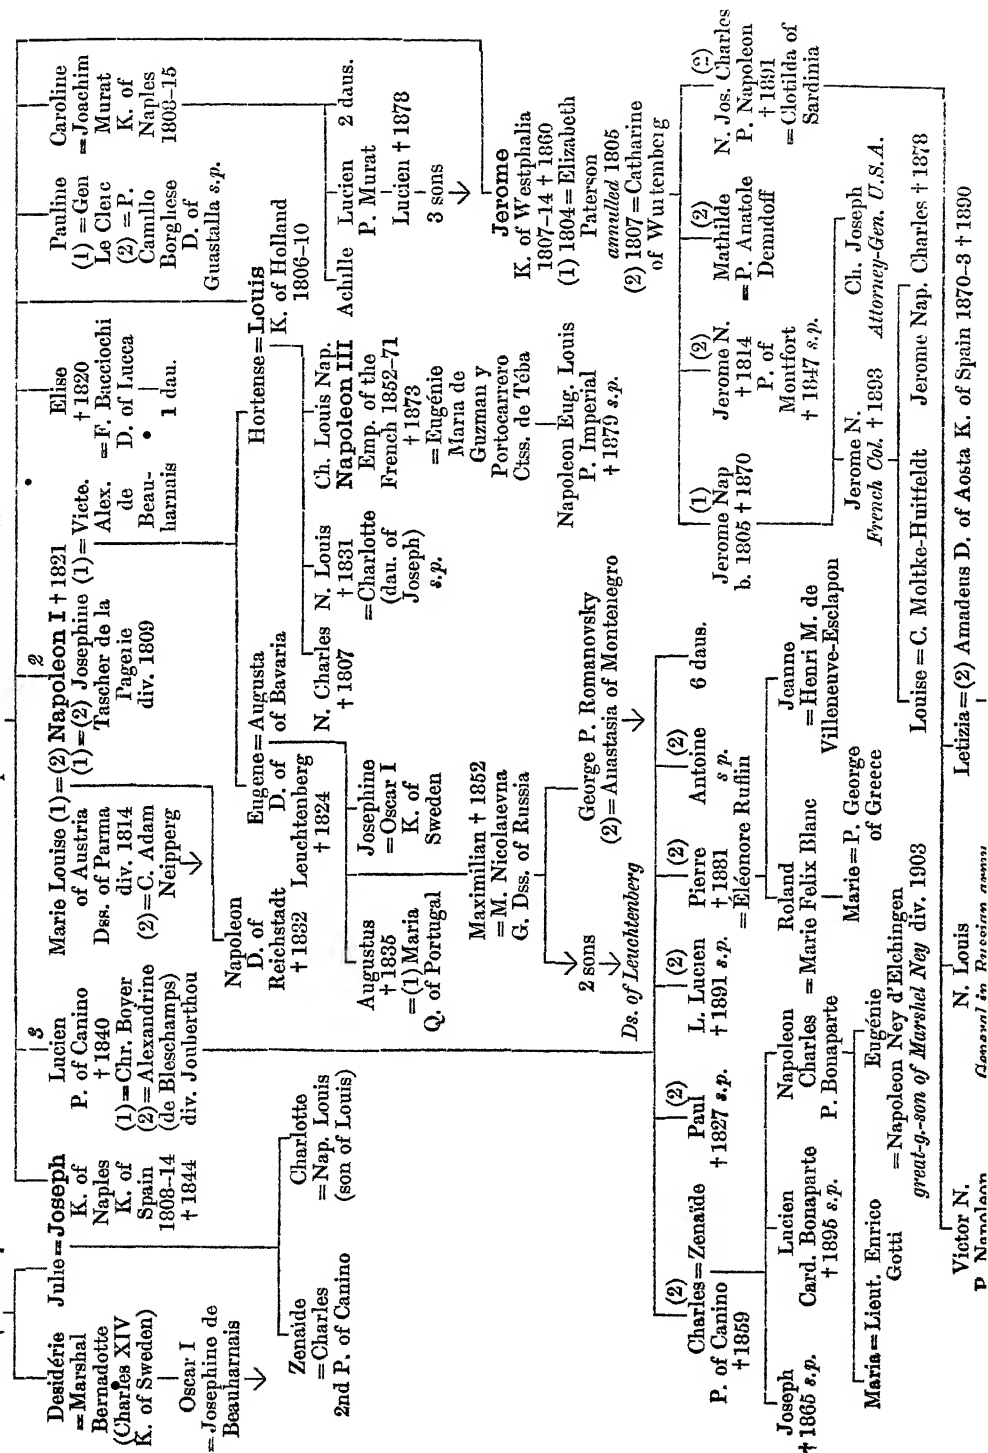 Desidérie
=Marshal
Bernadotte
(Charles XIV
K. of Sweden)
Oscar I
=Josephine de
Beauharnais
Julie=Joseph
K. of
Naples
K. of
Spain
1808-14
†1844
Zenaide
=Charles
2nd P. of Canino
Charlotte
=Nap. Louis
(son of Louis)
3
Lucien
P. of Canino
†1840
(1)=Chr. Boyer
(2)=Alexandrine
(de Bleschamps)
div. Jouberthou
Marie Louise (1)=(2) Napoleon I †1821
of Austria
Dss. of Parma
div. 1814
(2)=C. Adam
Neipperg
2
(1)=(2) Josephine (1)=Victe.
Tascher de la
Pagerie
div. 1809
Alex.
de
Beau-
harnais
Napoleon
D. of
Reichstadt
†1832
Eugene=Augusta
D. of
Leuchtenberg
†1824
of Bavaria
Hortense=Louis
K. of Holland
1806-10
Elise
†1820
=F. Bacciochi
D. of Lucca
1 dau.
Pauline
(1)=Gen
Le Clerc
(2)=P.
Camillo
Borghese
D. of
Guastalla s.p.
Caroline
=Joachim
Murat
K. of
Naples
1808-15
Achille
Lucien
P. Murat
2 daus.
Lucien †1878
3 sons
Augustus
†1835
=(1) Maria
Q. of Portugal
Josephine
=Oscar I
K. of
Sweden
Maximilian †1852
=M. Nicolaievna
G. Dss. of Russia
2 sons
George P. Romanovsky
(2)=Anastasia of Montenegro
Ds. of Leuchtenberg
N. Charles
†1807
N. Louis
†1831
=Charlotte
(dau. of
Joseph)
s.p.
Ch. Louis Nap.
Napoleon III
Emp. of the
French 1852-71
†1873
=Eugénie
Maria de
Guzman y
Portocarrero
Ctss. de Téba
Napoleon Eug. Louis
P. Imperial
†1879 s.p.
Jerome
K. of Westphalia
1807-14 †1860
(1) 1804=Elizabeth
Paterson
annulled 1805
(2) 1807=Catharine
of Wurtemberg
(2)
Charles=Zenaïde
P. of Canino
†1859
(2)
Paul
†1827 s.p.
(2)
L. Lucien
†1891 s.p.
(2)
Pierre
†1881
=Eléonore Ruffin
(2)
Antoine
s p.
6 daus.
(1)
Jerome Nap
b. 1805 †1870
(2)
Jerome N.
†1814
P. of
Montfort
†1847 s.p.
(2)
Mathilde
=P. Anatole
Demidoff
(2)
N. Jos. Charles
P. Napoleon
†1891
=Clotilda of
Sardinia
Joseph
†1865 s.p.
Lucien
Card. Bonaparte
†1895 s.p.
Napoleon
Charles
P. Bonaparte
Roland
=Marie Felix Blanc
Jeanne
=Henri M. de
Villeneuve-Esclapon
Marie=P. George
of Greece
Jerome N.
French Col. †1893
Ch. Joseph
Attorney-Gen. U.S.A.
Maria=Lieut. Enrico
Gotti
Eugénie
=Napoleon Ney d'Elchingen
great-g.-son of Marshel Ney div. 1903
Louise=C. Moltke-Huitfeldt
Jerome Nap. Charles †1878
Victor N.
P Napoleon
N. Louis
General in Russian army
Letizia=(2) Amadeus D. of Aosta K. of Spain 1870-3 †1890